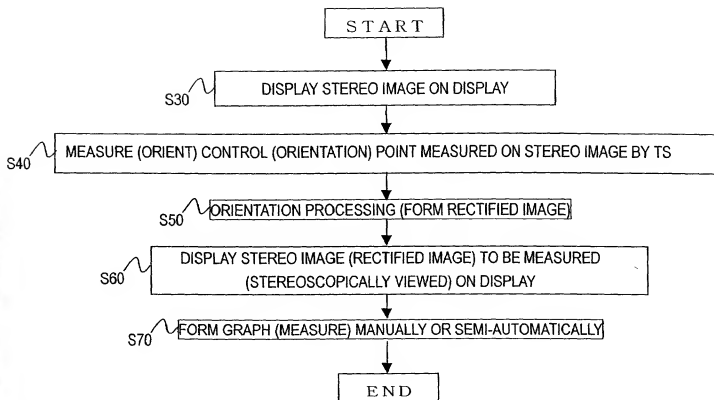 START
S30
DISPLAY STEREO IMAGE ON DISPLAY
S40
MEASURE (ORIENT) CONTROL (ORIENTATION) POINT MEASURED ON STEREO IMAGE BY TS
S50
ORIENTATION PROCESSING (FORM RECTIFIED IMAGE)
S60
DISPLAY STEREO IMAGE (RECTIFIED IMAGE) TO BE MEASURED
(STEREOSCOPICALLY VIEWED) ON DISPLAY
S70
FORM GRAPH (MEASURE) MANUALLY OR SEMI-AUTOMATICALLY
END